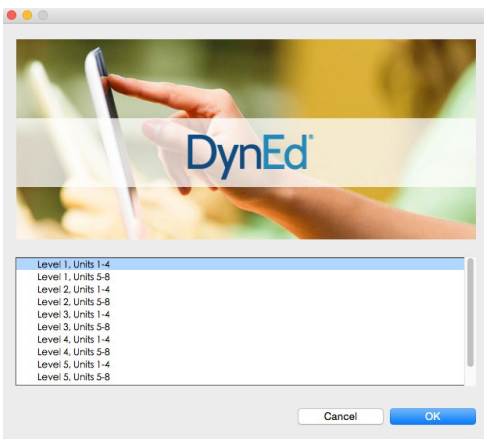 DynEd
Level 1, Units 1-4
Level 1, Units 5-8
Level 2, Units 1-4
Level 2, Units 5-8
Level 3, Units 1-4
Level 3, Units 5-8
Level 4, Units 1-4
Level 4, Units 5-8
Level 5, Units 1-4
Level 5, Units 5-8
Cancel OK